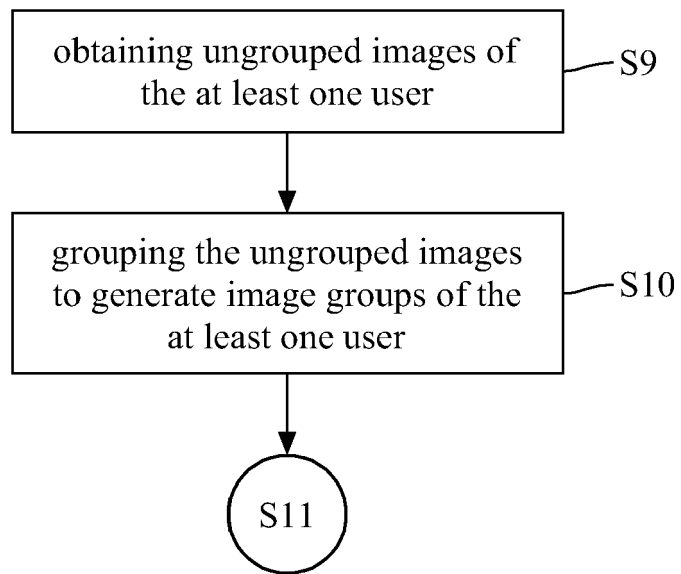 obtaining ungrouped images of
the at least one user
S9
grouping the ungrouped images
to generate image groups of the
at least one user
S10
S11